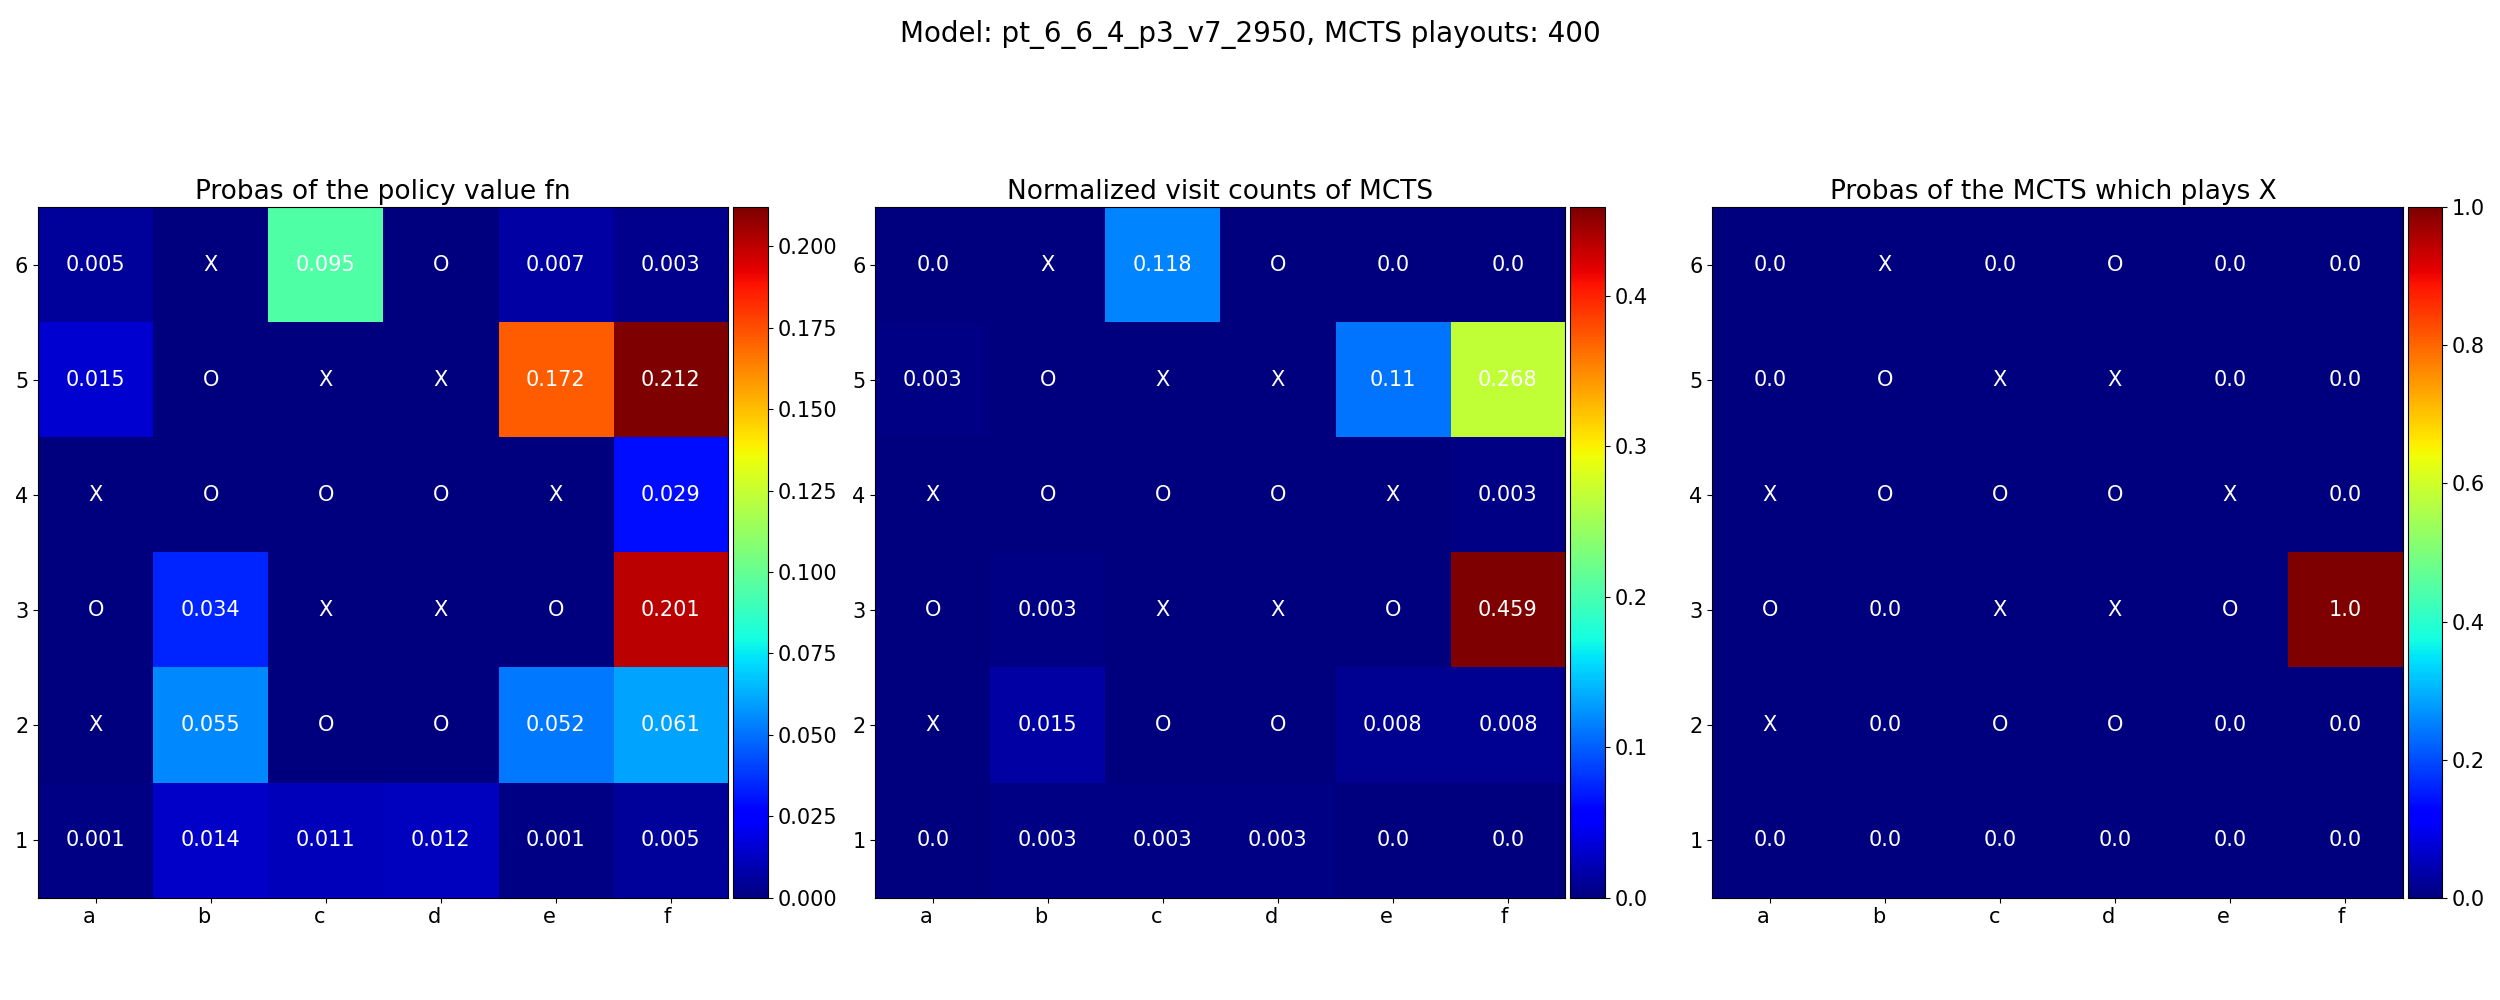 Model: pt_6_6_4_p3_v7_2950, MCTS playouts: 400
Probas of the policy value fn
6 0.005 X 0.095 O 0.007 0.003
5 0.015 O X X 0.172 0.212
4 X O O O X 0.029
3 O 0.034 X X O 0.201
2 X 0.055 O O 0.052 0.061
1 0.001 0.014 0.011 0.012 0.001 0.005
a b c d e f
0.200
0.175
0.150
0.125
0.100
0.075
0.050
0.025
0.000
Normalized visit counts of MCTS
6 0.0 X 0.118 O 0.0 0.0
5 0.003 O X X 0.11 0.268
4 X O O O X 0.003
3 O 0.003 X X O 0.459
2 X 0.015 O O 0.008 0.008
1 0.0 0.003 0.003 0.003 0.0 0.0
a b c d e f
0.4
0.3
0.2
0.1
0.0
Probas of the MCTS which plays X
6 0.0 X 0.0 O 0.0 0.0
5 0.0 O X X 0.0 0.0
4 X O O O X 0.0
3 O 0.0 X X O 1.0
2 X 0.0 O O 0.0 0.0
1 0.0 0.0 0.0 0.0 0.0 0.0
a b c d e f
1.0
0.8
0.6
0.4
0.2
0.0